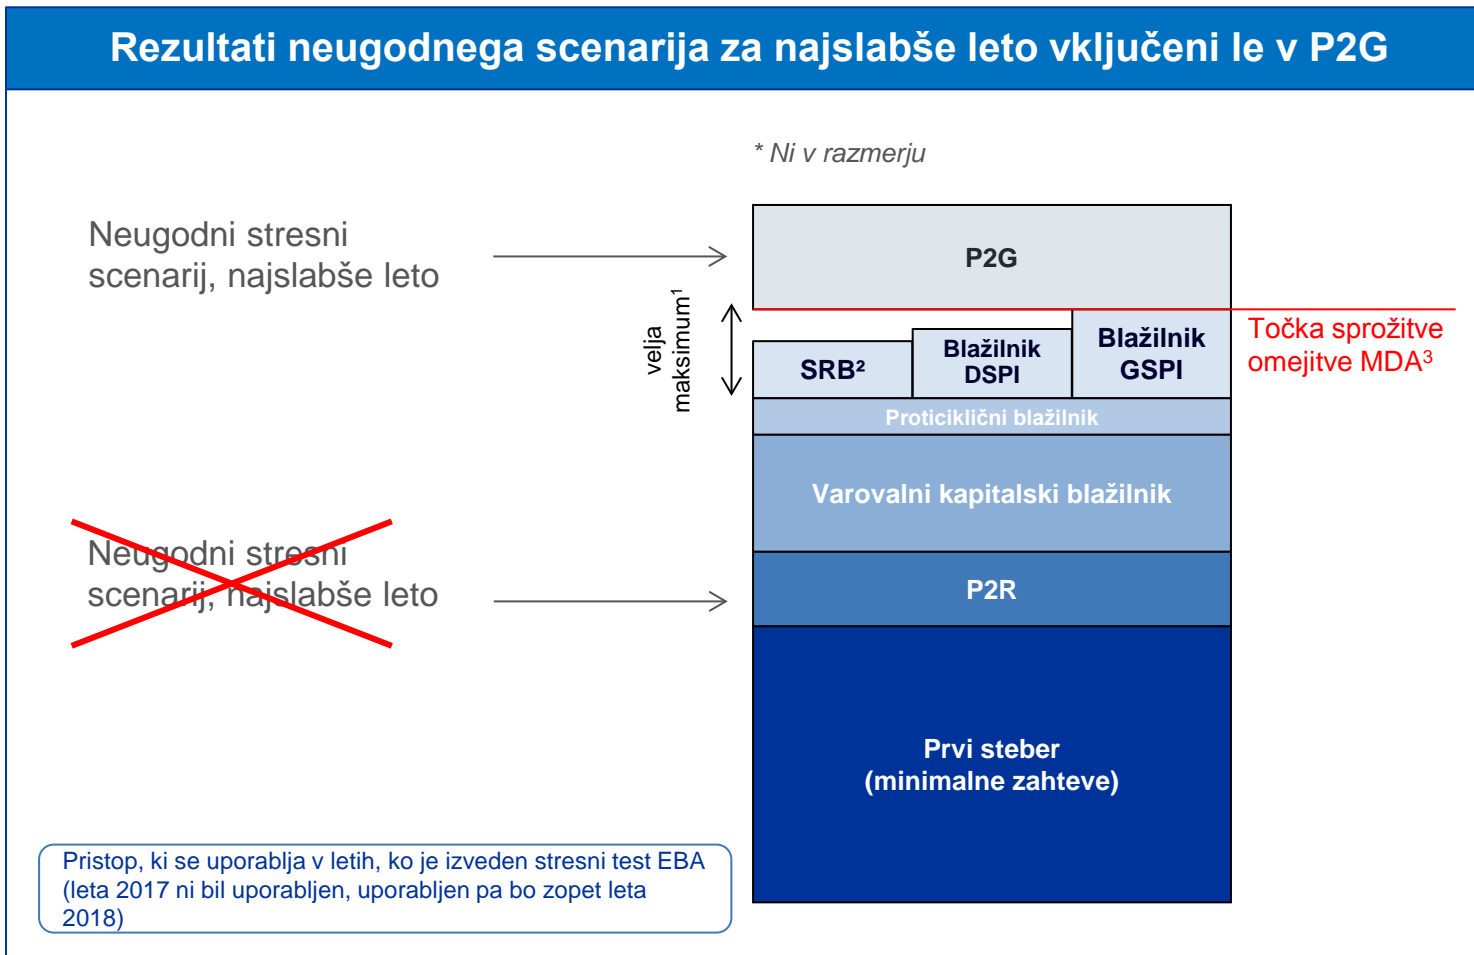 Rezultati neugodnega scenarija za najslabše leto vključeni le v P2G
* Ni v razmerju
Neugodni stresni
scenarij, najslabše leto
P2G
velja
maksimum¹
SRB²
Blažilnik
DSPI
Blažilnik
GSPI
Točka sprožitve
omejitve MDA³
Proticiklični blažilnik
Varovalni kapitalski blažilnik
Neugodni stresni
scenarij, najslabše leto
P2R
Prvi steber
(minimalne zahteve)
Pristop, ki se uporablja v letih, ko je izveden stresni test EBA
(leta 2017 ni bil uporabljen, uporabljen pa bo zopet leta
2018)